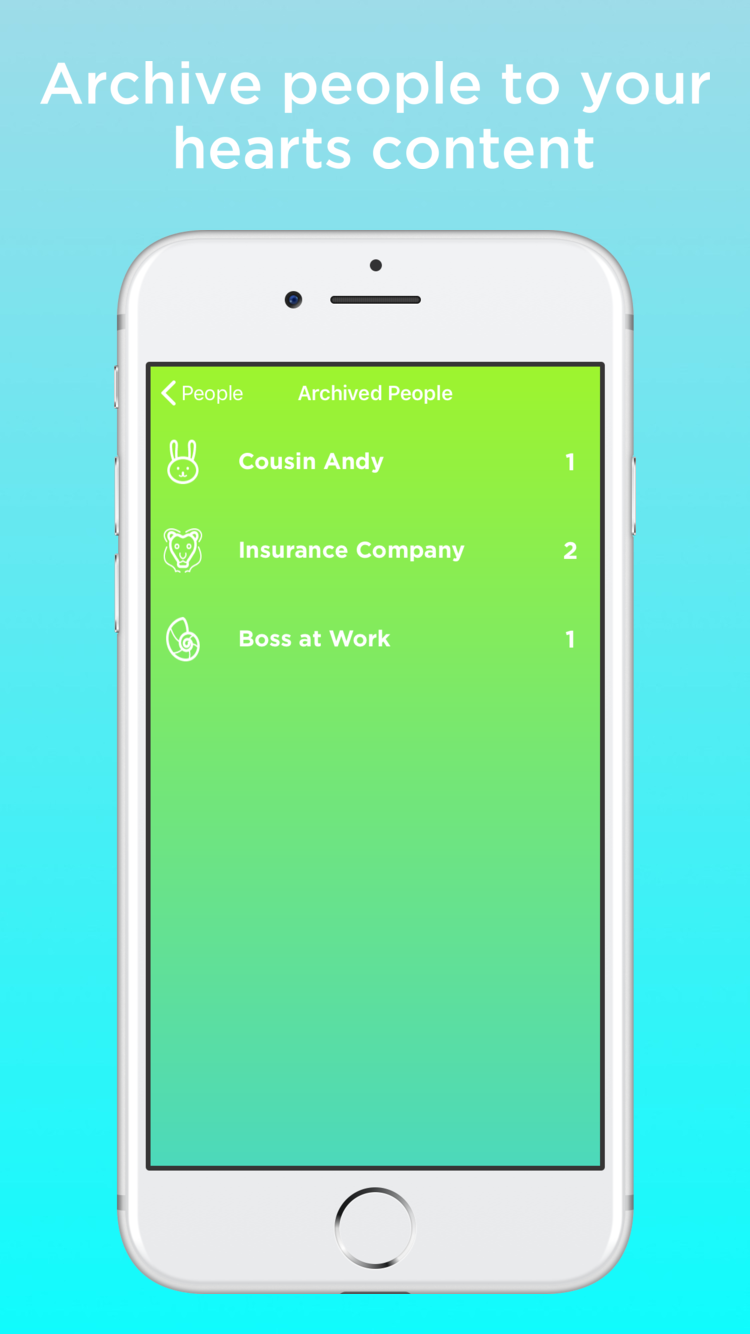 Archive people to your
hearts content
People
Archived People
Cousin Andy 1
Insurance Company 2
Boss at Work 1